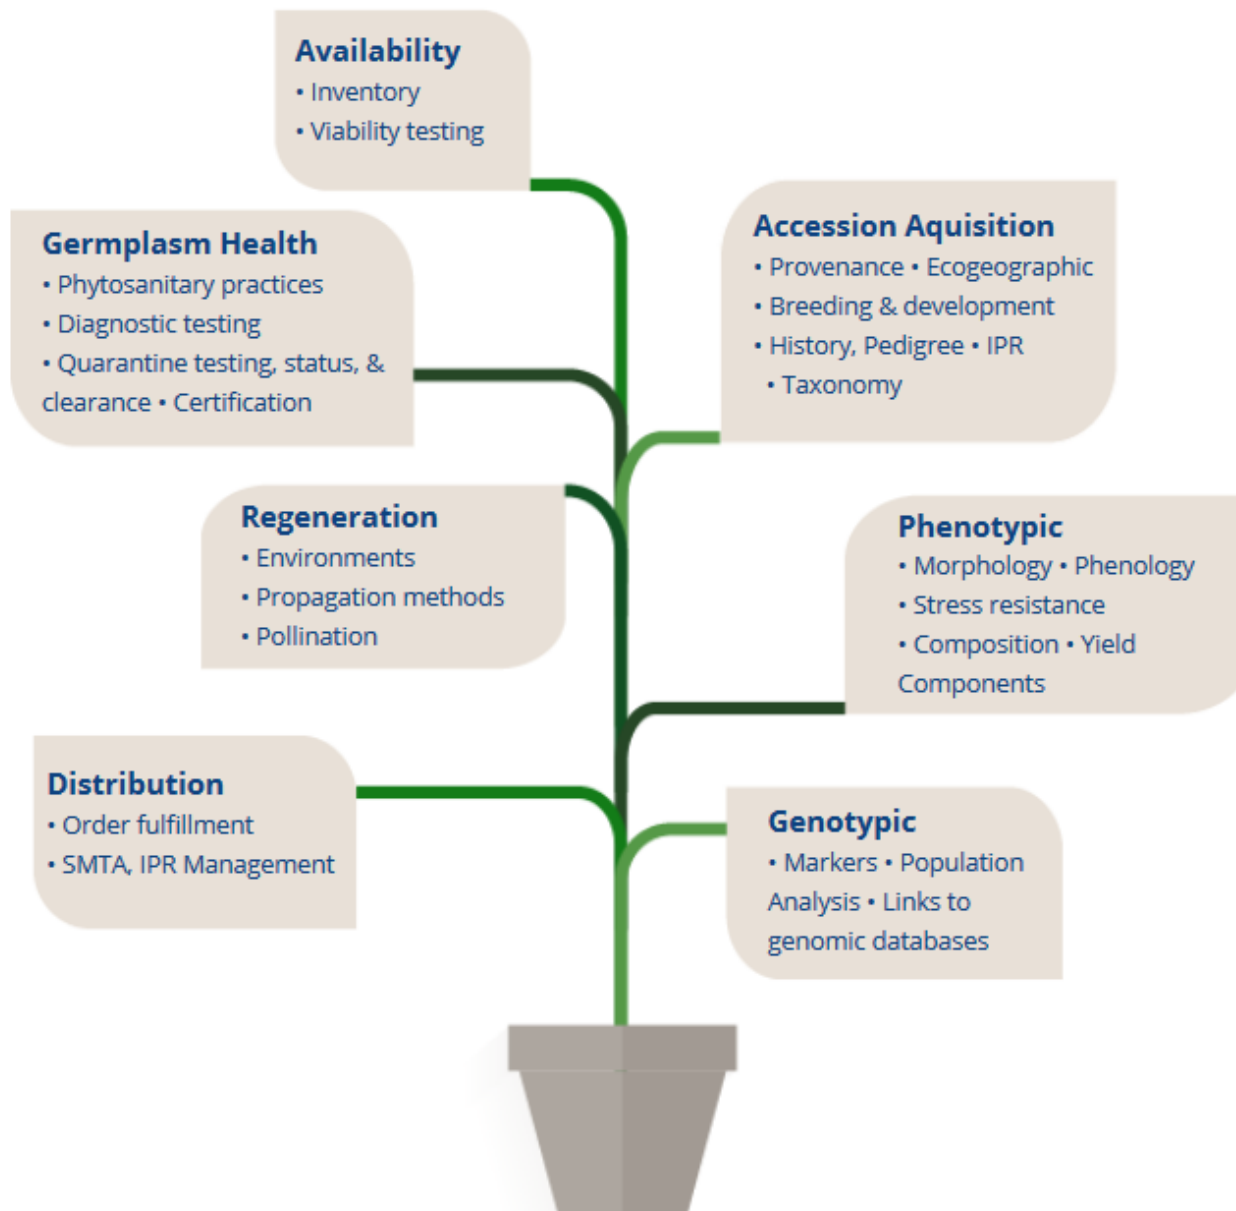 Availability
• Inventory
• Viability testing
Germplasm Health
• Phytosanitary practices
• Diagnostic testing
• Quarantine testing, status, &
clearance • Certification
Accession Aquisition
• Provenance • Ecogeographic
• Breeding & development
• History, Pedigree • IPR
• Taxonomy
Regeneration
• Environments
• Propagation methods
• Pollination
Phenotypic
• Morphology • Phenology
• Stress resistance
• Composition • Yield
Components
Distribution
• Order fulfillment
• SMTA, IPR Management
Genotypic
• Markers • Population
Analysis • Links to
genomic databases